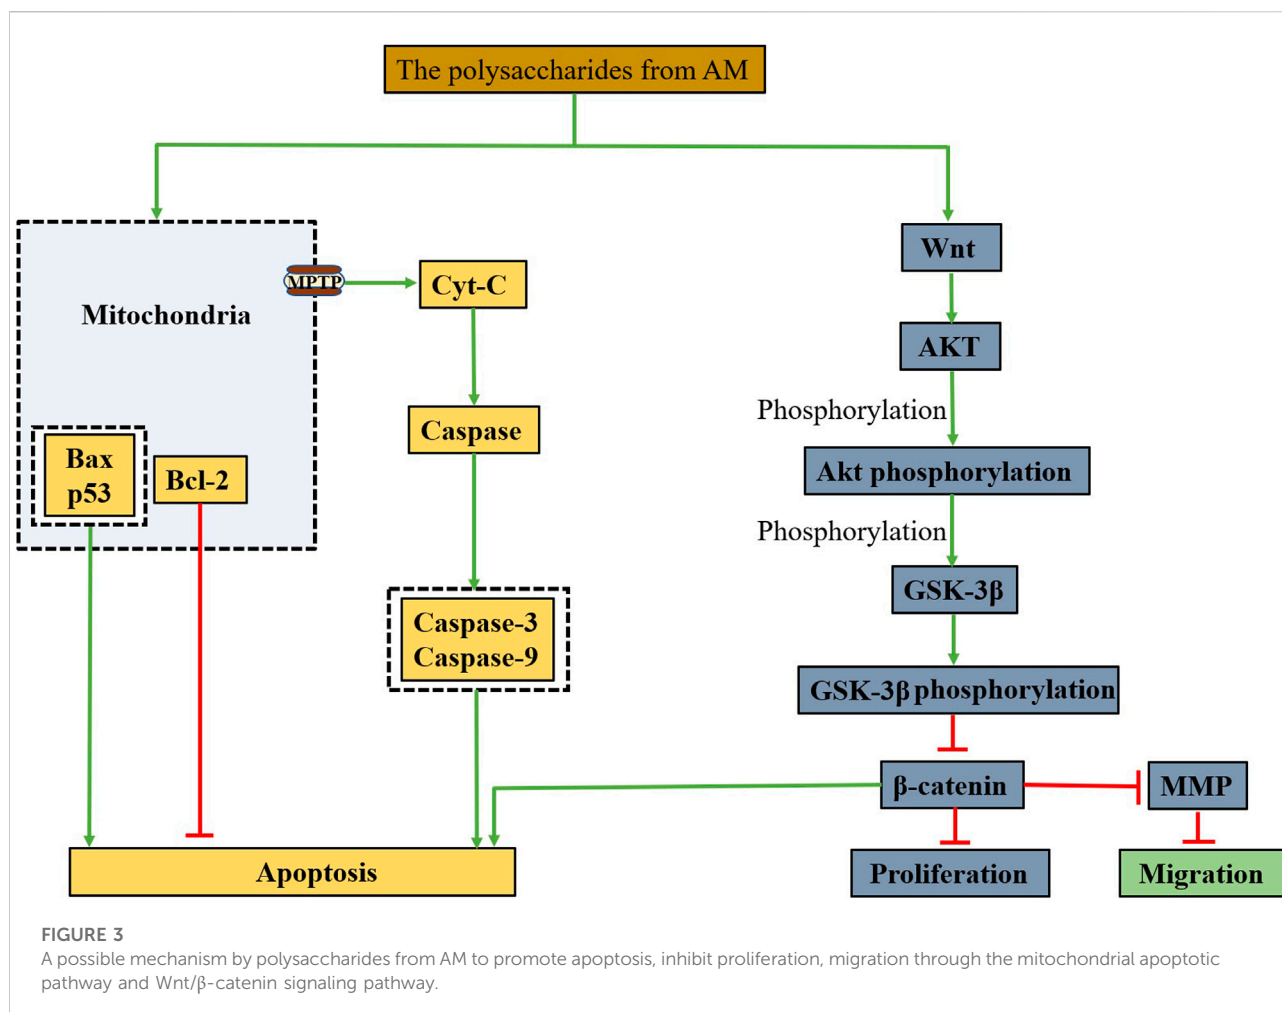 The polysaccharides from AM
Wnt
MPTP
Cyt-C
Mitochondria
AKT
Phosphorylation
Caspase
Bax
p53
Bcl-2
Akt phosphorylation
Phosphorylation
GSK-3β
Caspase-3
Caspase-9
GSK-3β phosphorylation
β-catenin
MMP
Apoptosis
Proliferation
Migration
FIGURE 3
A possible mechanism by polysaccharides from AM to promote apoptosis, inhibit proliferation, migration through the mitochondrial apoptotic
pathway and Wnt/β-catenin signaling pathway.